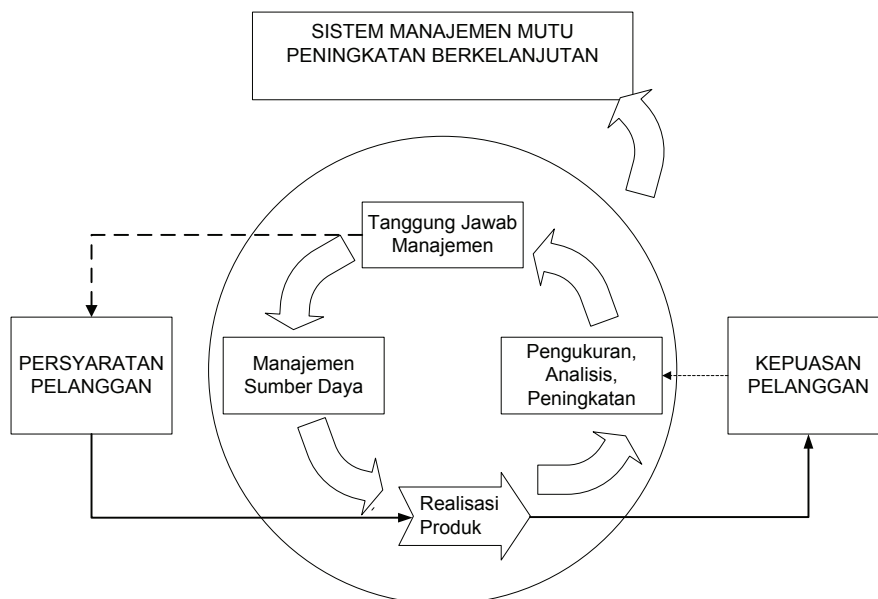 SISTEM MANAJEMEN MUTU
PENINGKATAN BERKELANJUTAN
Tanggung Jawab
Manajemen
PERSYARATAN
PELANGGAN
Manajemen
Sumber Daya
Pengukuran,
Analisis,
Peningkatan
KEPUASAN
PELANGGAN
Realisasi
Produk